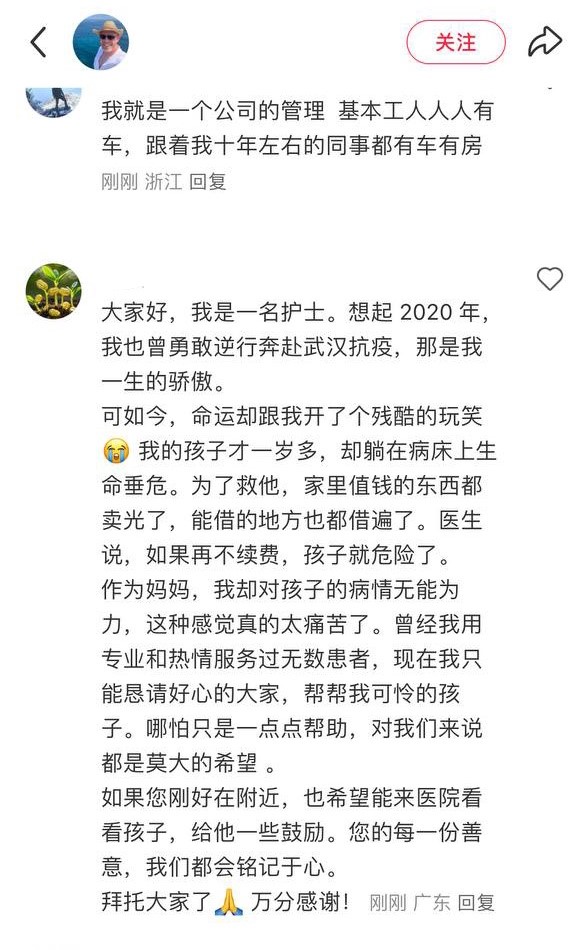 关注
我就是一个公司的管理 基本工人人人有
车，跟着我十年左右的同事都有车有房
刚刚 浙江 回复
大家好，我是一名护士。想起 2020 年，
我也曾勇敢逆行奔赴武汉抗疫，那是我
一生的骄傲。
可如今，命运却跟我开了个残酷的玩笑
😭 我的孩子才一岁多，却躺在病床上生
命垂危。为了救他，家里值钱的东西都
卖光了，能借的地方也都借遍了。医生
说，如果再不续费，孩子就危险了。
作为妈妈，我却对孩子的病情无能为
力，这种感觉真的太痛苦了。曾经我用
专业和热情服务过无数患者，现在我只
能恳请好心的大家，帮帮我可怜的孩
子。哪怕只是一点点帮助，对我们来说
都是莫大的希望 。
如果您刚好在附近，也希望能来医院看
看孩子，给他一些鼓励。您的每一份善
意，我们都会铭记于心。
拜托大家了🙏 万分感谢！ 刚刚 广东 回复